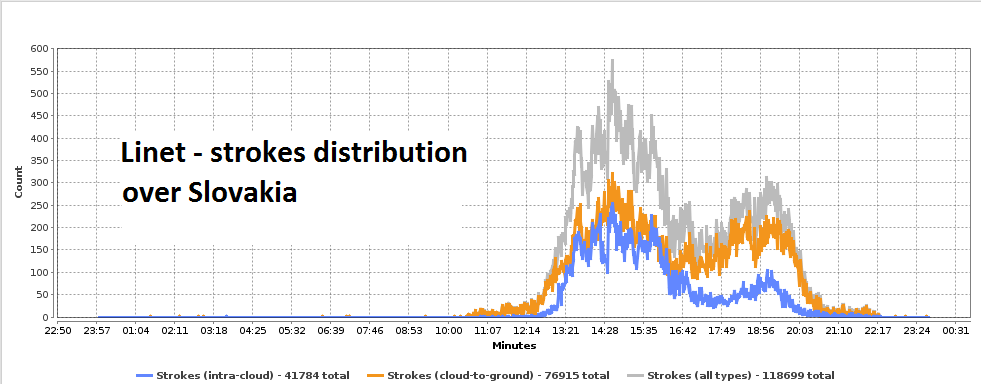 600
550
500
450
400
350
300
250
200
150
100
50
0
Count
Linet - strokes distribution
over Slovakia
22:50 23:57 01:04 02:11 03:18 04:25 05:32 06:39 07:46 08:53 10:00 11:07 12:14 13:21 14:28 15:35 16:42 17:49 18:56 20:03 21:10 22:17 23:24 00:31
Minutes
Strokes (intra-cloud) - 41784 total Strokes (cloud-to-ground) - 76915 total Strokes (all types) - 118699 total